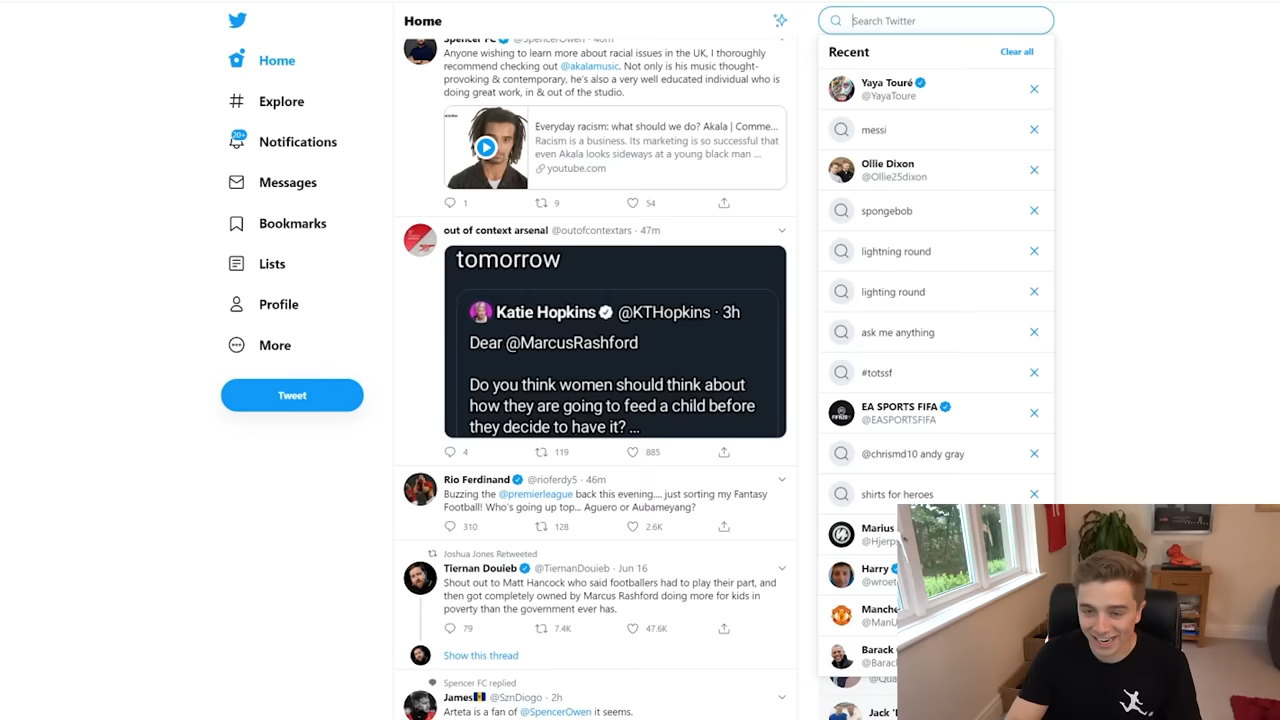 Home
Explore
20+
Notifications
Messages
Bookmarks
Lists
Profile
More
Tweet
Home
Spencer FC @SpencerOwen · 46m
Anyone wishing to learn more about racial issues in the UK, I thoroughly
recommend checking out @akalamusic. Not only is his music thought-
provoking & contemporary, he's also a very well educated individual who is
doing great work, in & out of the studio.
Everyday racism: what should we do? Akala | Comme...
Racism is a business. Its marketing is so successful that
even Akala looks sideways at a young black man ...
youtube.com
1 9 54
out of context arsenal @outofcontextars · 47m
tomorrow
Katie Hopkins @KTHopkins · 3h
Dear @MarcusRashford
Do you think women should think about
how they are going to feed a child before
they decide to have it? ...
4 119 885
Rio Ferdinand @rioferdy5 · 46m
Buzzing the @premierleague back this evening.... just sorting my Fantasy
Football! Who's going up top... Aguero or Aubameyang?
310 128 2.6K
Joshua Jones Retweeted
Tiernan Douieb @TiernanDouieb · Jun 16
Shout out to Matt Hancock who said footballers had to play their part, and
then got completely owned by Marcus Rashford doing more for kids in
poverty than the government ever has.
79 7.4K 47.6K
Show this thread
Spencer FC replied
James @SznDiogo · 2h
Arteta is a fan of @SpencerOwen it seems.
Search Twitter
Recent
Clear all
Yaya Touré
@YayaToure
messi
Ollie Dixon
@Ollie25dixon
spongebob
lightning round
lighting round
ask me anything
#totssf
EA SPORTS FIFA
@EASPORTSFIFA
@chrismd10 andy gray
shirts for heroes
Marius
@Hjerps
Harry
@wroet
Manche
@ManU
Barack
@Barac
@Qua
Jack '